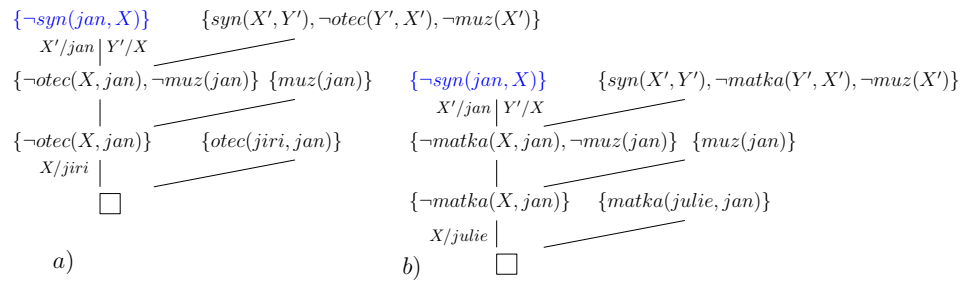 {¬syn(jan, X)} {syn(X′, Y′), ¬otec(Y′, X′), ¬muz(X′)}
X′/jan Y′/X
{¬otec(X, jan), ¬muz(jan)} {muz(jan)}
{¬otec(X, jan)} {otec(jiri, jan)}
X/jiri
a)
{¬syn(jan, X)} {syn(X′, Y′), ¬matka(Y′, X′), ¬muz(X′)}
X′/jan Y′/X
{¬matka(X, jan), ¬muz(jan)} {muz(jan)}
{¬matka(X, jan)} {matka(julie, jan)}
X/julie
b)